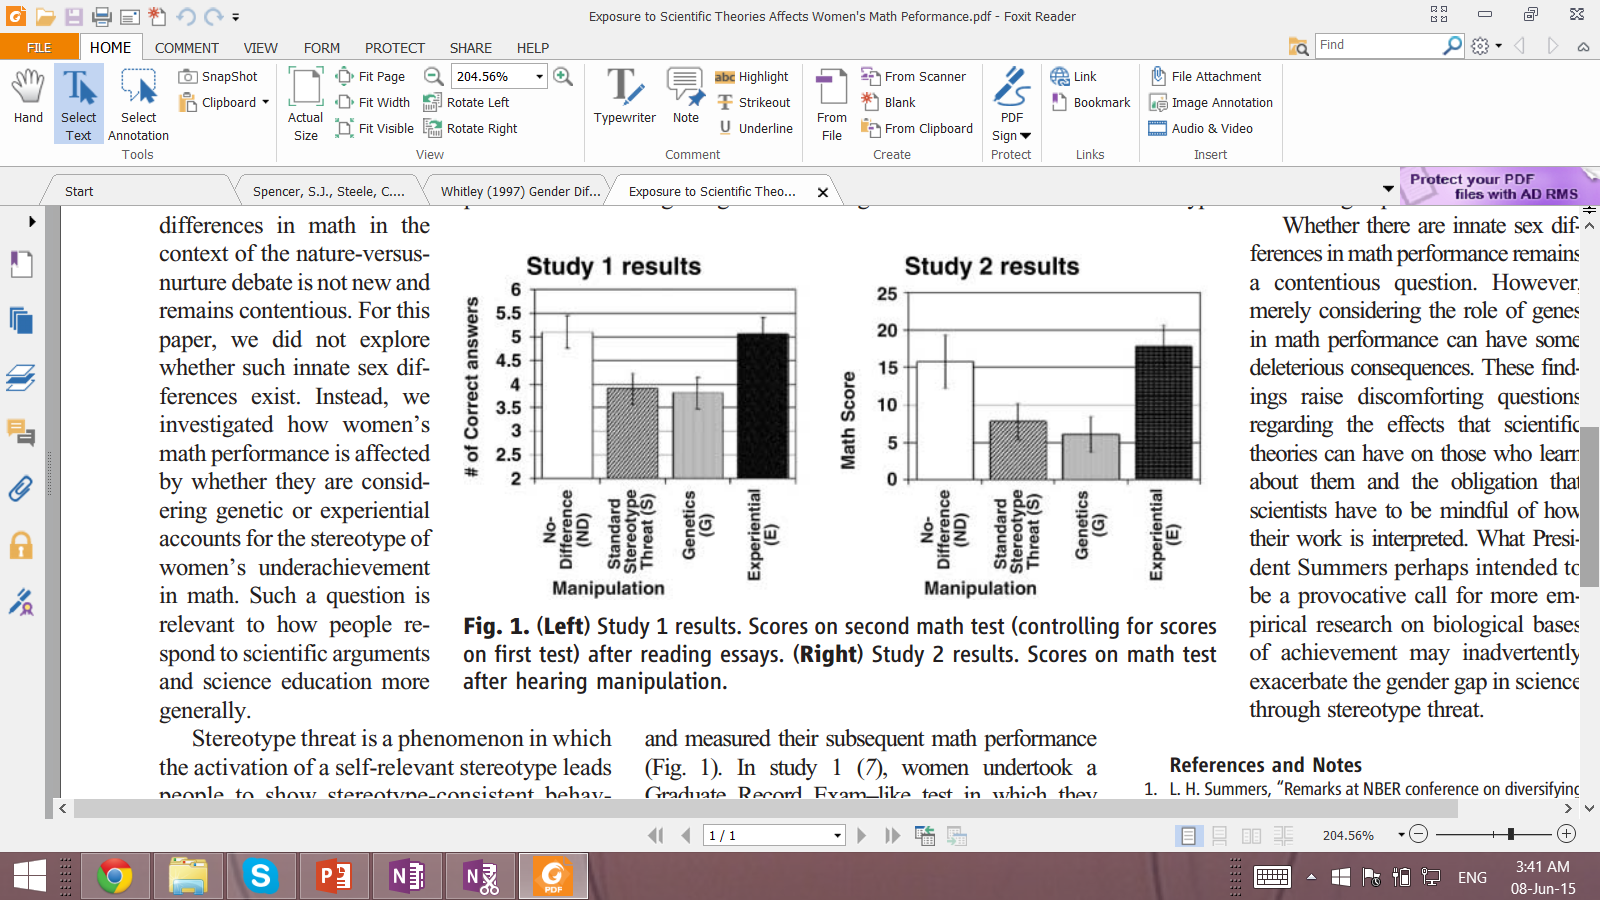 Exposure to Scientific Theories Affects Women's Math Peformance.pdf - Foxit Reader
FILE HOME COMMENT VIEW FORM PROTECT SHARE HELP
Find
Hand
Select Text
Select Annotation
SnapShot
Clipboard
Tools
Actual Size
Fit Page
Fit Width
Fit Visible
204.56%
Rotate Left
Rotate Right
View
Typewriter
Note
abc Highlight
Strikeout
Underline
Comment
From File
From Scanner
Blank
From Clipboard
Create
PDF Sign
Protect
Link
Bookmark
Links
File Attachment
Image Annotation
Audio & Video
Insert
Start
Spencer, S.J., Steele, C....
Whitley (1997) Gender Dif...
Exposure to Scientific Theo...
Protect your PDF
files with AD RMS
differences in math in the
context of the nature-versus-
nurture debate is not new and
remains contentious. For this
paper, we did not explore
whether such innate sex dif-
ferences exist. Instead, we
investigated how women's
math performance is affected
by whether they are consid-
ering genetic or experiential
accounts for the stereotype of
women's underachievement
in math. Such a question is
relevant to how people re-
spond to scientific arguments
and science education more
generally.
Stereotype threat is a phenomenon in which
the activation of a self-relevant stereotype leads
people to show stereotype-consistent behav-
Study 1 results
# of Correct answers
6
5.5
5
4.5
4
3.5
3
2.5
2
No-Difference (ND)
Standard Stereotype Threat (S)
Genetics (G)
Experiential (E)
Manipulation
Study 2 results
Math Score
25
20
15
10
5
0
No-Difference (ND)
Standard Stereotype Threat (S)
Genetics (G)
Experiential (E)
Manipulation
Fig. 1. (Left) Study 1 results. Scores on second math test (controlling for scores
on first test) after reading essays. (Right) Study 2 results. Scores on math test
after hearing manipulation.
and measured their subsequent math performance
(Fig. 1). In study 1 (7), women undertook a
Graduate Record Exam–like test in which they
Whether there are innate sex dif-
ferences in math performance remains
a contentious question. However,
merely considering the role of genes
in math performance can have some
deleterious consequences. These find-
ings raise discomforting questions
regarding the effects that scientific
theories can have on those who learn
about them and the obligation that
scientists have to be mindful of how
their work is interpreted. What Presi-
dent Summers perhaps intended to
be a provocative call for more em-
pirical research on biological bases
of achievement may inadvertently
exacerbate the gender gap in science
through stereotype threat.
References and Notes
1. L. H. Summers, "Remarks at NBER conference on diversifying
1 / 1
204.56%
PDF
ENG
3:41 AM
08-Jun-15